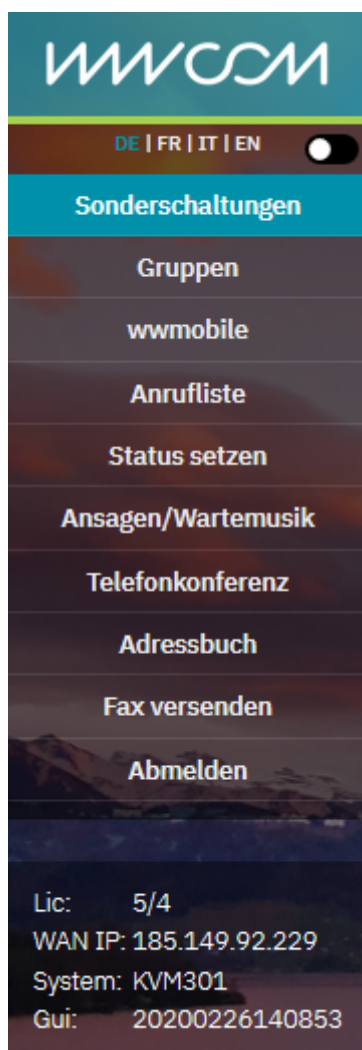 WWCOM
DE | FR | IT | EN
Sonderschaltungen
Gruppen
wwmobile
Anrufliste
Status setzen
Ansagen/Wartemusik
Telefonkonferenz
Adressbuch
Fax versenden
Abmelden
Lic: 5/4
WAN IP: 185.149.92.229
System: KVM301
Gui: 20200226140853